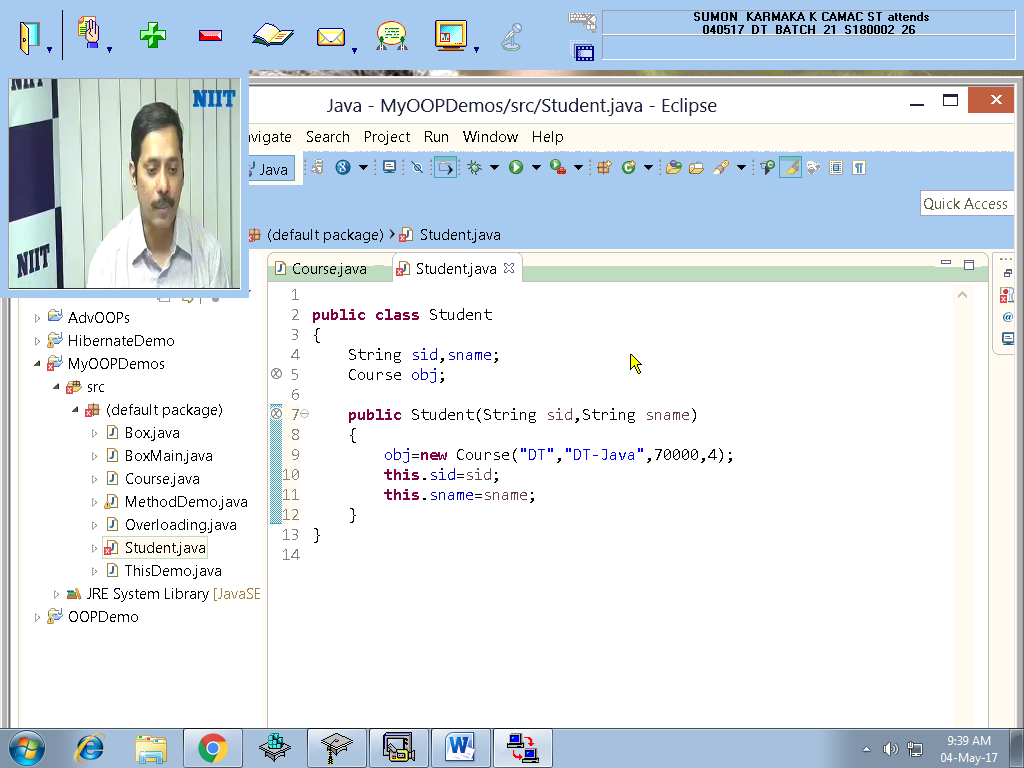 SUMON KARMAKA K CAMAC ST attends
040517 DT BATCH 21 S180002 26
NIIT
NIIT
Java - MyOOPDemos/src/Student.java - Eclipse
avigate Search Project Run Window Help
Java
Quick Access
(default package) Student.java
Course.java
Student.java
AdvOOPs
HibernateDemo
MyOOPDemos
src
(default package)
Box.java
BoxMain.java
Course.java
MethodDemo.java
Overloading.java
Student.java
ThisDemo.java
JRE System Library [JavaSE
OOPDemo
1
2 public class Student
3 {
4 String sid,sname;
5 Course obj;
6
7 public Student(String sid,String sname)
8 {
9 obj=new Course("DT","DT-Java",70000,4);
10 this.sid=sid;
11 this.sname=sname;
12 }
13 }
14
9:39 AM
04-May-17